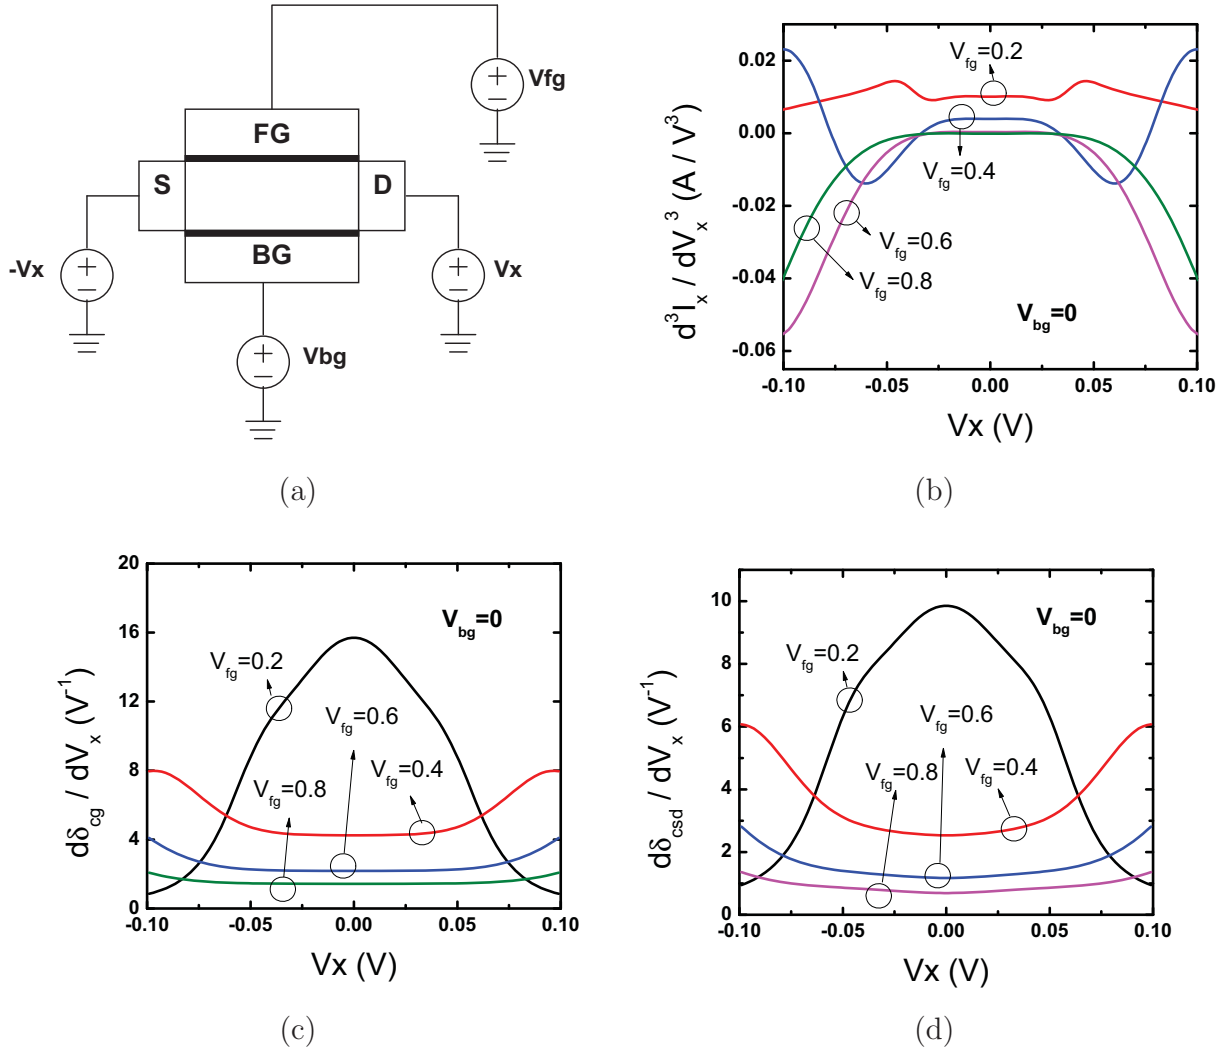 Vfg
+
−
FG
S
D
BG
-Vx
+
−
+
−
Vx
+
−
Vbg
(a)
d³Iₓ / dVₓ³ (A / V³)
0.02
0.00
-0.02
-0.04
-0.06
V_fg=0.2
V_fg=0.4
V_fg=0.6
V_fg=0.8
V_bg=0
-0.10 -0.05 0.00 0.05 0.10
Vx (V)
(b)
dδ_cg / dVₓ (V⁻¹)
20
16
12
8
4
0
V_bg=0
V_fg=0.2
V_fg=0.6
V_fg=0.4
V_fg=0.8
-0.10 -0.05 0.00 0.05 0.10
Vx (V)
(c)
dδ_csd / dVₓ (V⁻¹)
10
8
6
4
2
0
V_bg=0
V_fg=0.2
V_fg=0.6
V_fg=0.8
V_fg=0.4
-0.10 -0.05 0.00 0.05 0.10
Vx (V)
(d)